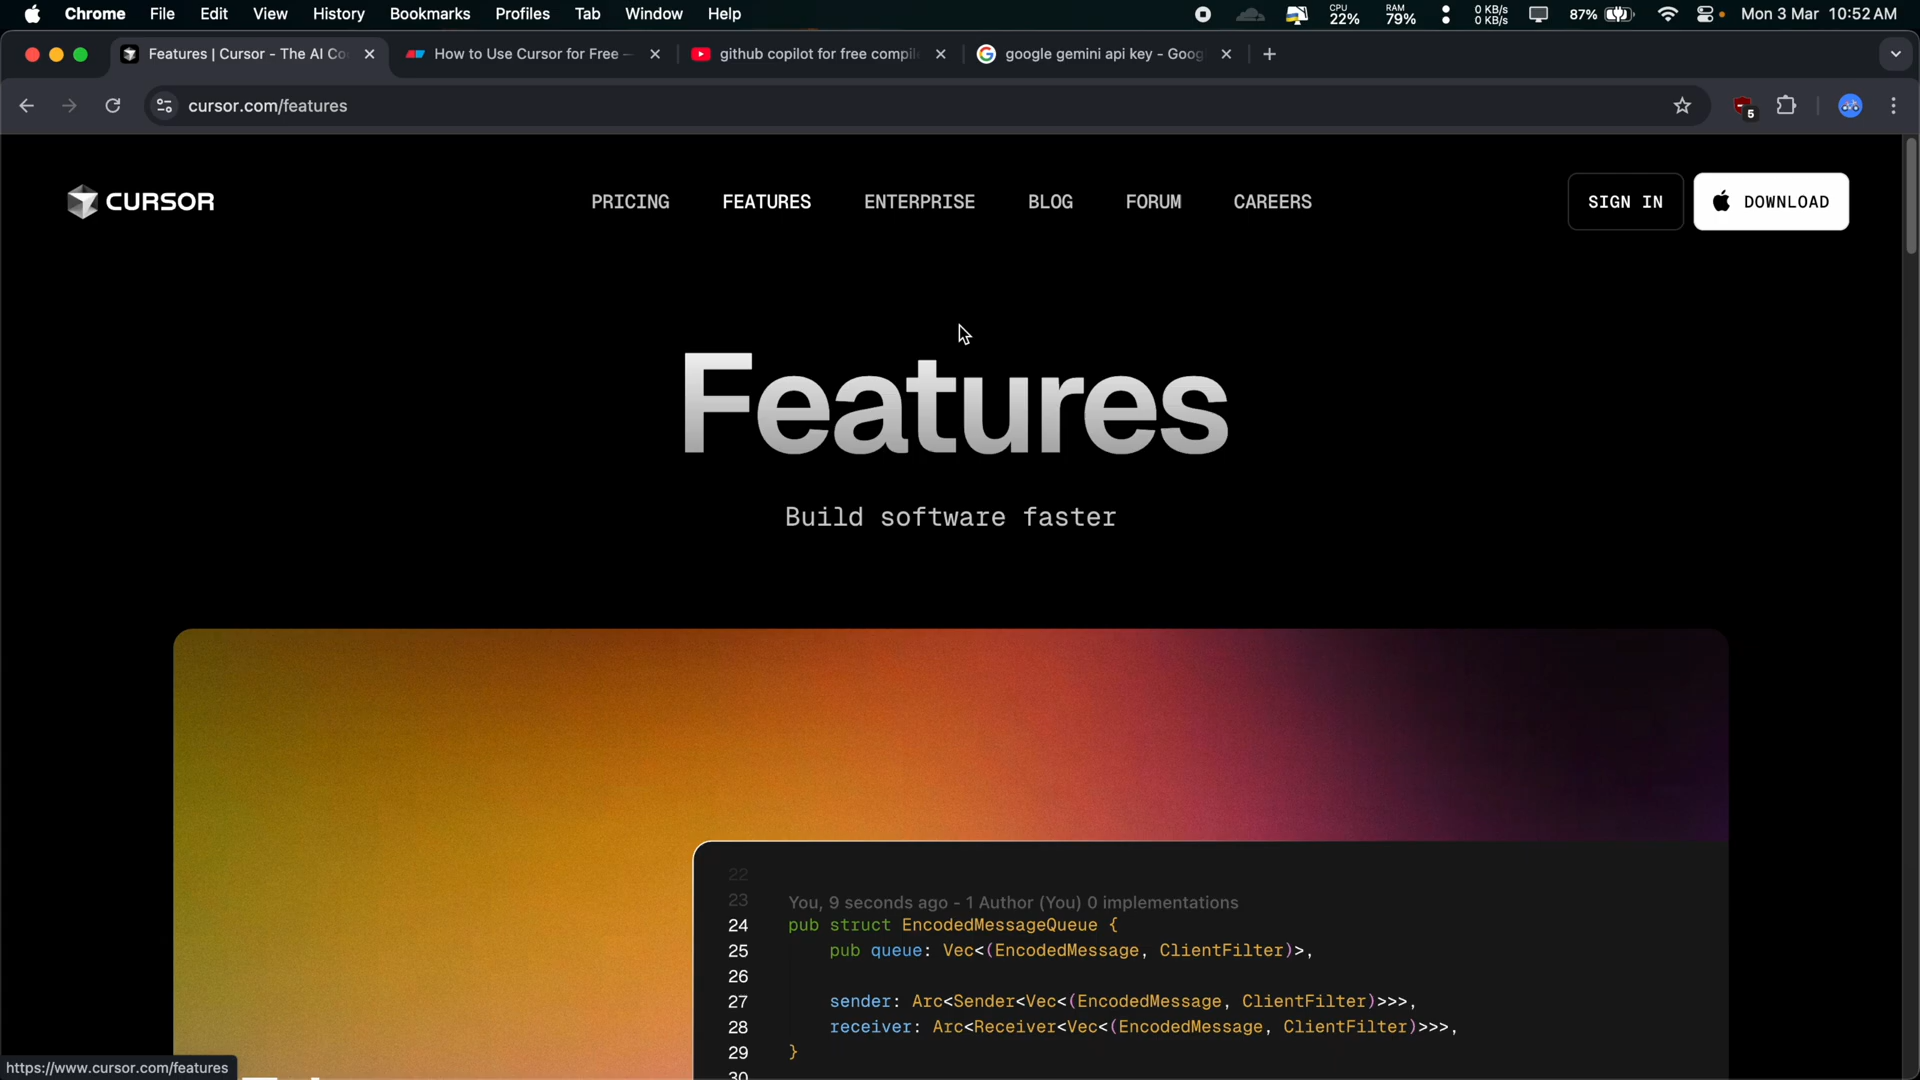 Chrome File Edit View History Bookmarks Profiles Tab Window Help CPU 22% RAM 79% 0 KB/s 0 KB/s 87% Mon 3 Mar 10:52 AM
Features | Cursor - The AI Co How to Use Cursor for Free – github copilot for free compil google gemini api key - Goog
cursor.com/features 5
CURSOR PRICING FEATURES ENTERPRISE BLOG FORUM CAREERS SIGN IN DOWNLOAD
Features
Build software faster
22
23 You, 9 seconds ago - 1 Author (You) 0 implementations
24 pub struct EncodedMessageQueue {
25 pub queue: Vec<(EncodedMessage, ClientFilter)>,
26
27 sender: Arc<Sender<Vec<(EncodedMessage, ClientFilter)>>>,
28 receiver: Arc<Receiver<Vec<(EncodedMessage, ClientFilter)>>>,
29 }
30
https://www.cursor.com/features